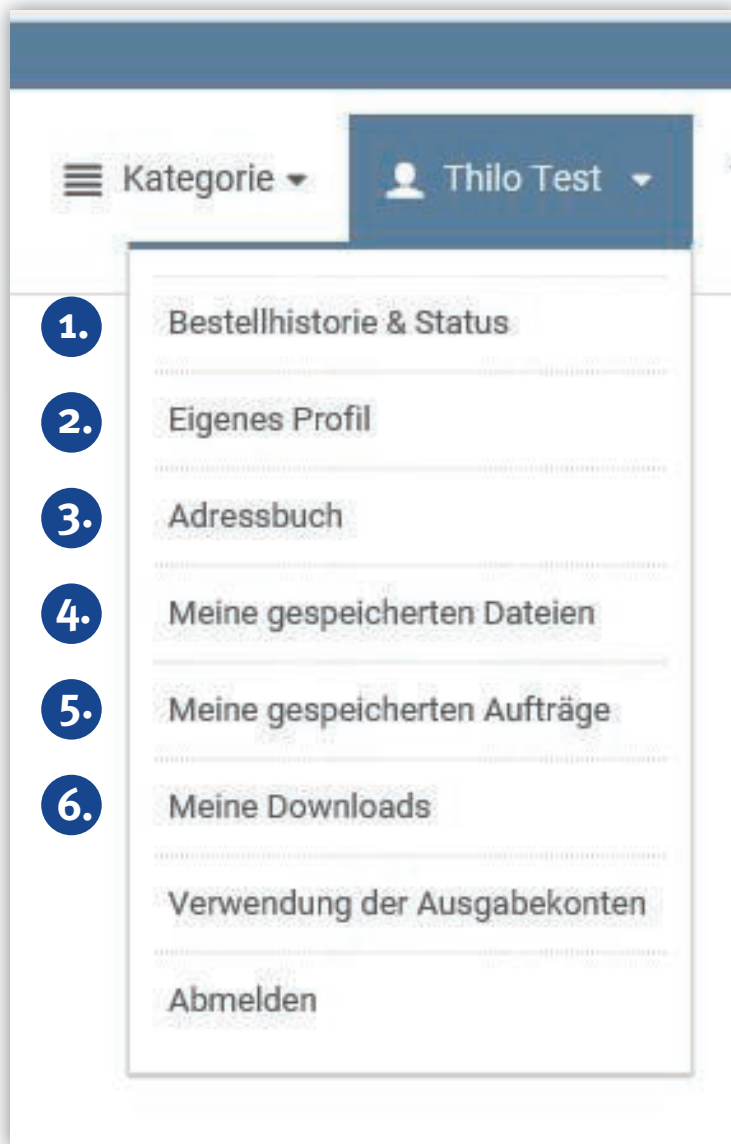 Kategorie
Thilo Test
1. Bestellhistorie & Status
2. Eigenes Profil
3. Adressbuch
4. Meine gespeicherten Dateien
5. Meine gespeicherten Aufträge
6. Meine Downloads
Verwendung der Ausgabekonten
Abmelden